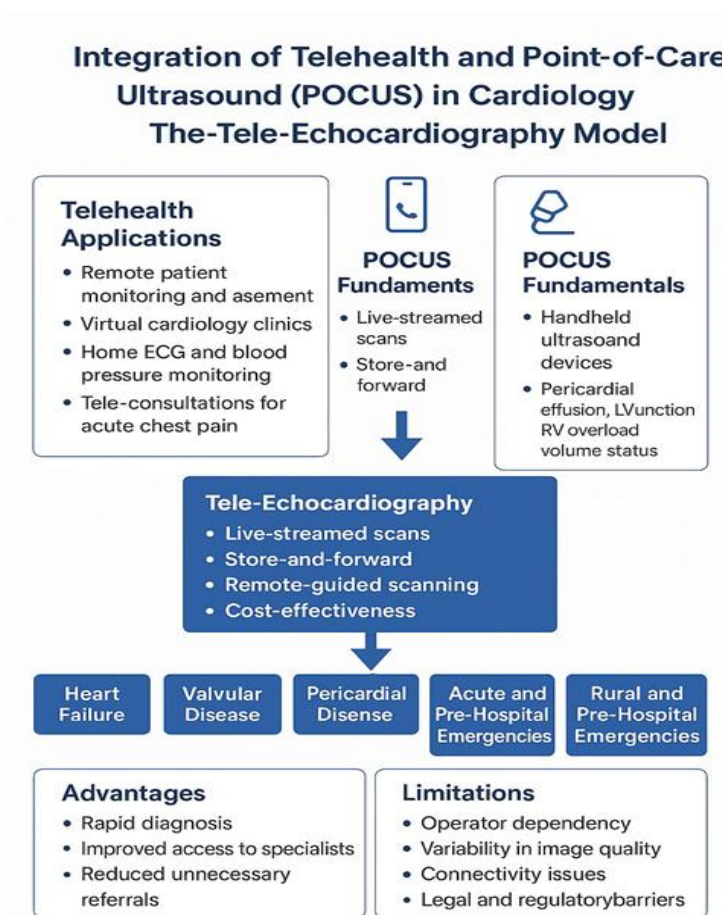 Integration of Telehealth and Point-of-Care
Ultrasound (POCUS) in Cardiology
The-Tele-Echocardiography Model
Telehealth
Applications
• Remote patient
monitoring and asement
• Virtual cardiology clinics
• Home ECG and blood
pressure monitoring
• Tele-consultations for
acute chest pain
POCUS
Fundaments
• Live-streamed
scans
• Store-and
forward
POCUS
Fundamentals
• Handheld
ultrasoand
devices
• Pericardial
effusion, LVunction
RV overload
volume status
Tele-Echocardiography
• Live-streamed scans
• Store-and-forward
• Remote-guided scanning
• Cost-effectiveness
Heart
Failure
Valvular
Disease
Pericardial
Disense
Acute and
Pre-Hospital
Emergencies
Rural and
Pre-Hospital
Emergencies
Advantages
• Rapid diagnosis
• Improved access to specialists
• Reduced unnecessary
referrals
Limitations
• Operator dependency
• Variability in image quality
• Connectivity issues
• Legal and regulatorybarriers